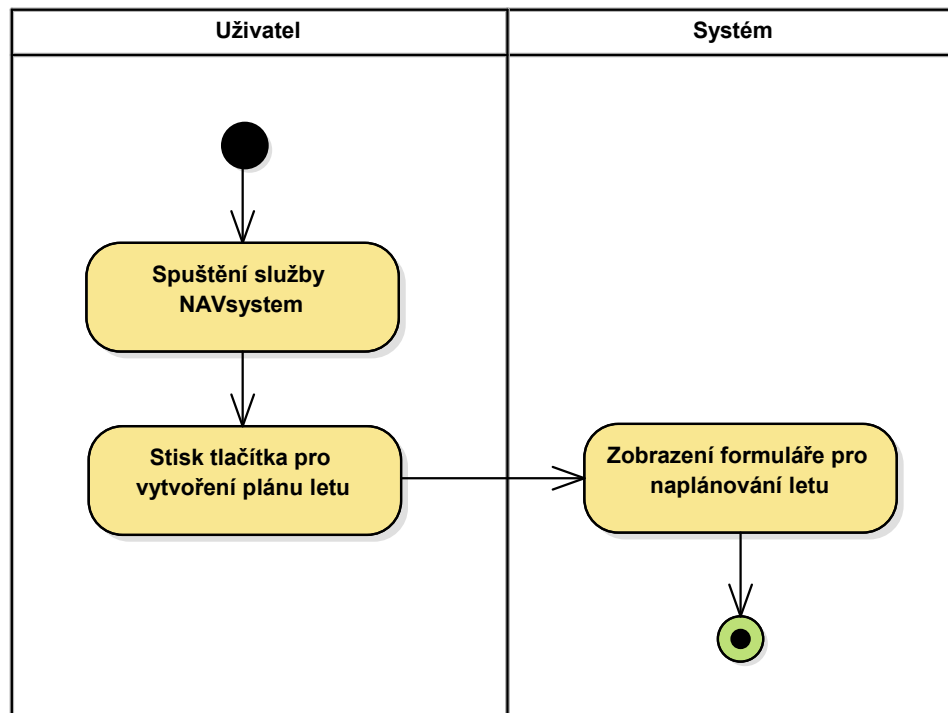 Uživatel
Systém
Spuštění služby
NAVsystem
Stisk tlačítka pro
vytvoření plánu letu
Zobrazení formuláře pro
naplánování letu